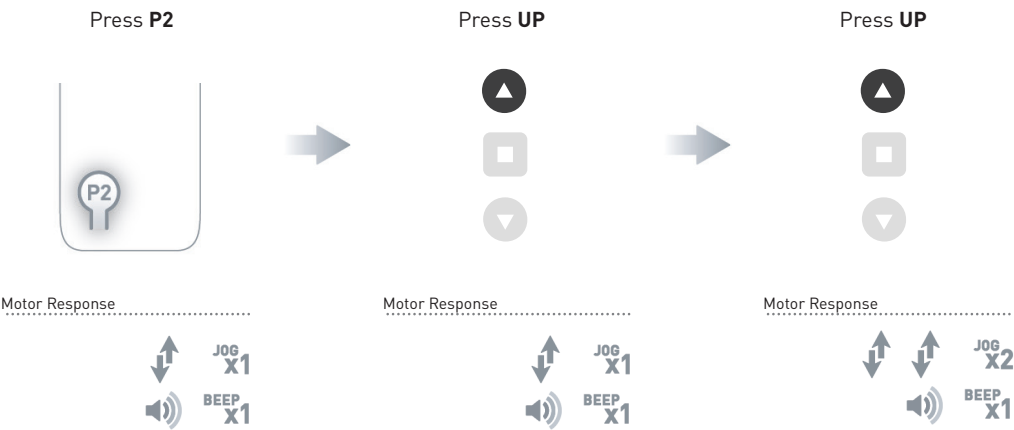 Press P2
Press UP
Press UP
P2
Motor Response
Motor Response
Motor Response
JOG X1
JOG X1
JOG X2
BEEP X1
BEEP X1
BEEP X1